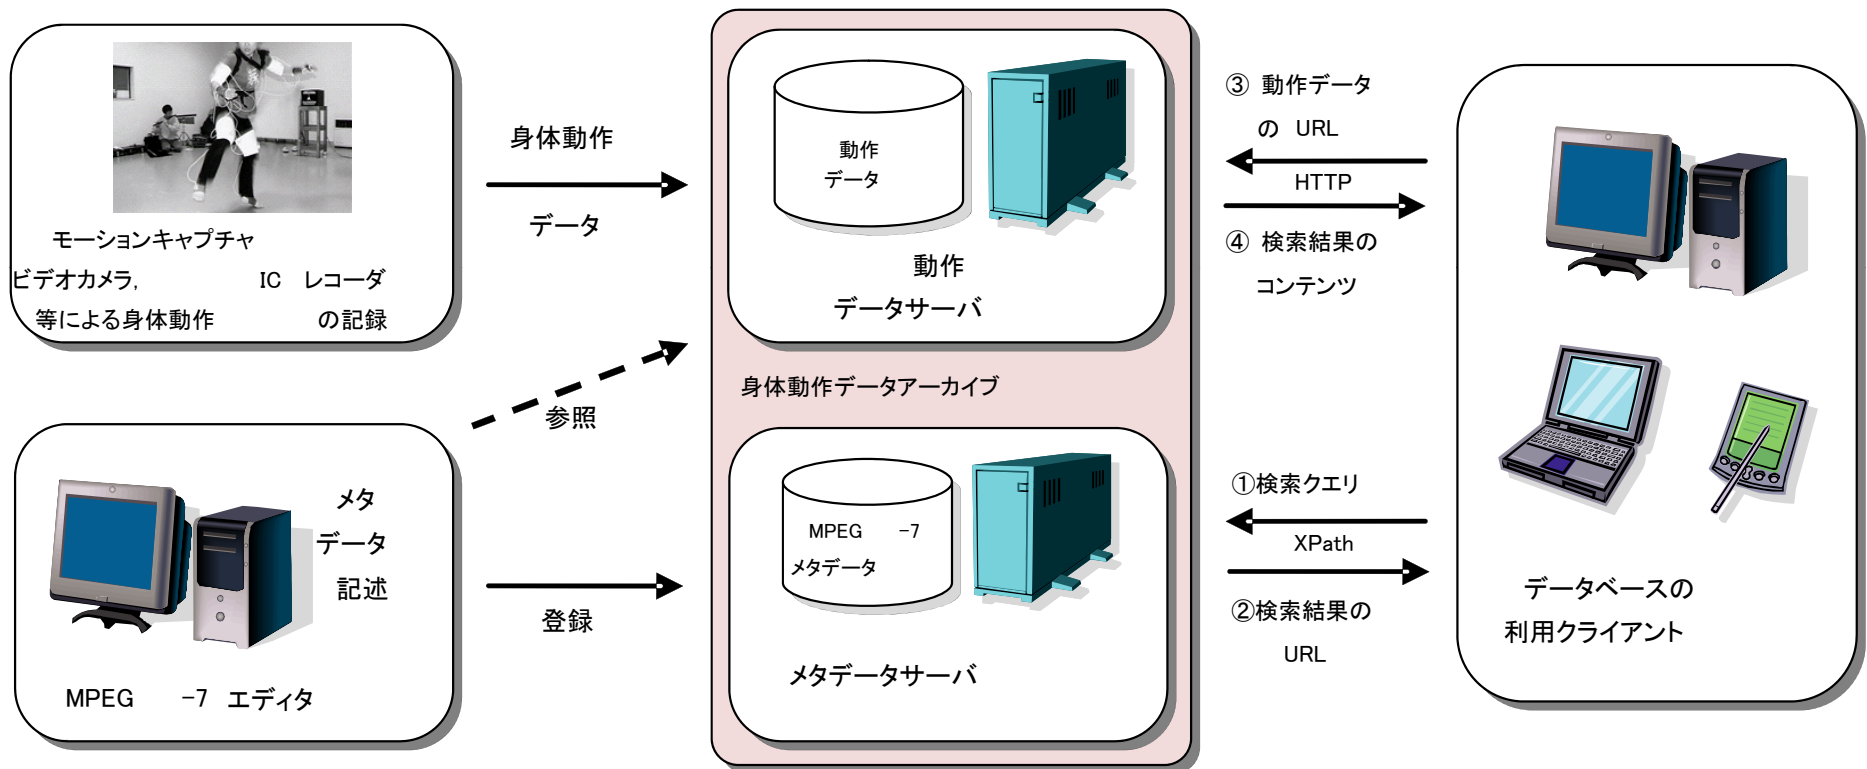 モーションキャプチャ
ビデオカメラ, IC レコーダ
等による身体動作 の記録
身体動作
データ
動作
データ
動作
データサーバ
③ 動作データ
の URL
HTTP
④ 検索結果の
コンテンツ
身体動作データアーカイブ
参照
メタ
データ
記述
MPEG -7 エディタ
登録
MPEG -7
メタデータ
メタデータサーバ
①検索クエリ
XPath
②検索結果の
URL
データベースの
利用クライアント